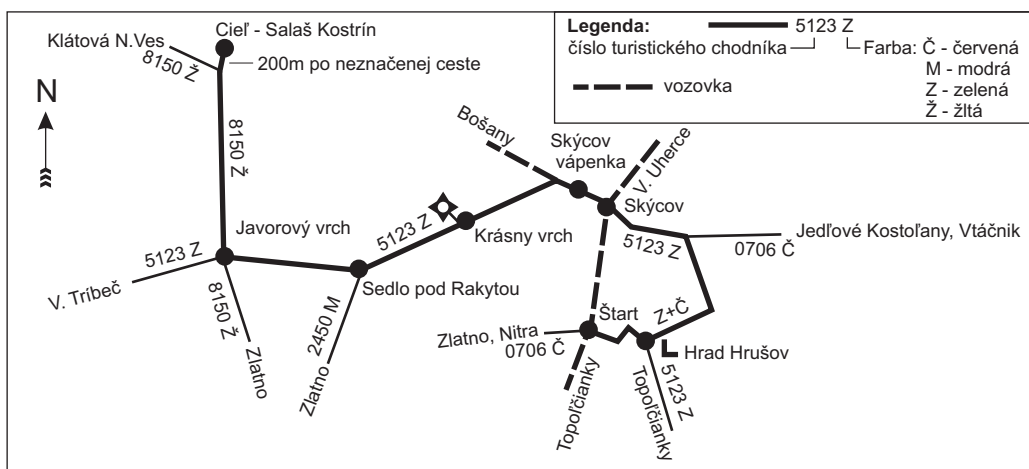 Klátová N.Ves
8150 Ž
Cieľ - Salaš Kostrín
200m po neznačenej ceste
Legenda:
5123 Z
Farba: Č - červená
číslo turistického chodníka
M - modrá
Z - zelená
Ž - žltá
vozovka
N
8150 Ž
Bošany
Skýcov
vápenka
V. Uherce
Skýcov
Javorový vrch
5123 Z
Krásny vrch
5123 Z
Jedľové Kostoľany, Vtáčnik
0706 Č
5123 Z
V. Tríbeč
Sedlo pod Rakytou
8150 Ž
Zlatno
2450 M
Zlatno
Štart
Z+Č
Zlatno, Nitra
0706 Č
Hrad Hrušov
Topoľčianky
Topoľčianky
5123 Z